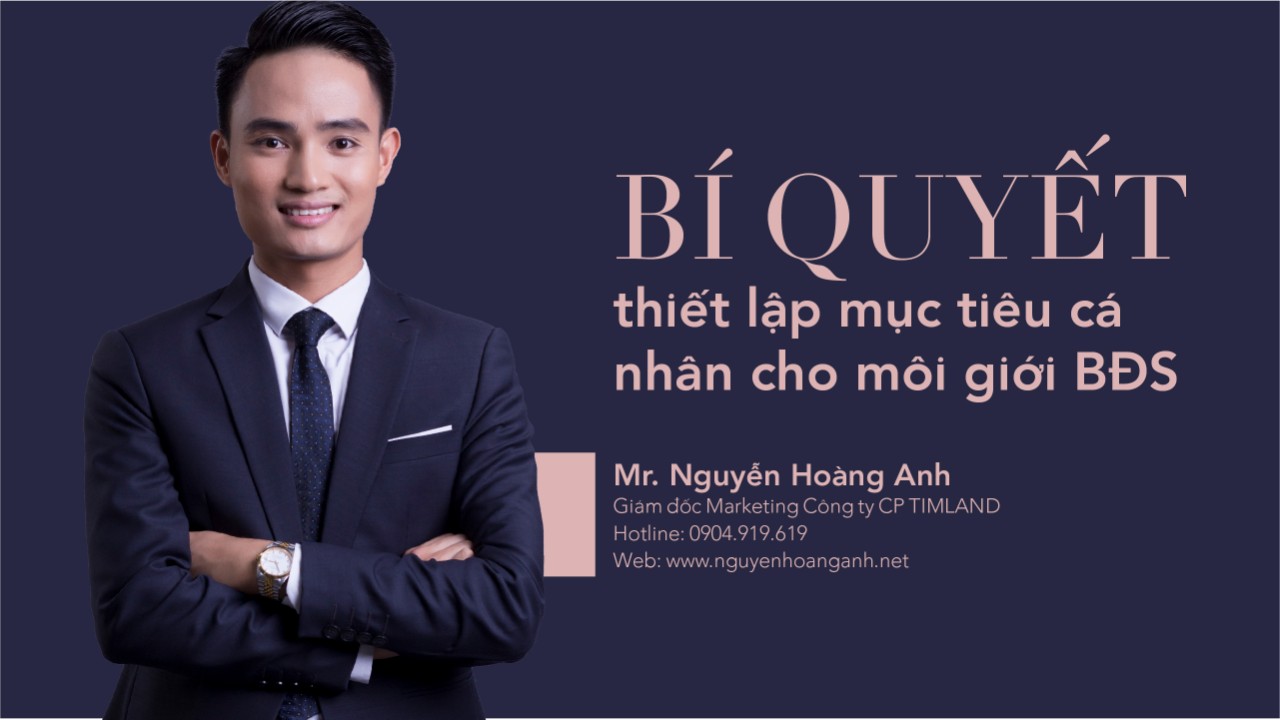 BÍ QUYẾT
thiết lập mục tiêu cá
nhân cho môi giới BĐS
Mr. Nguyễn Hoàng Anh
Giám đốc Marketing Công ty CP TIMLAND
Hotline: 0904.919.619
Web: www.nguyenhoanganh.net